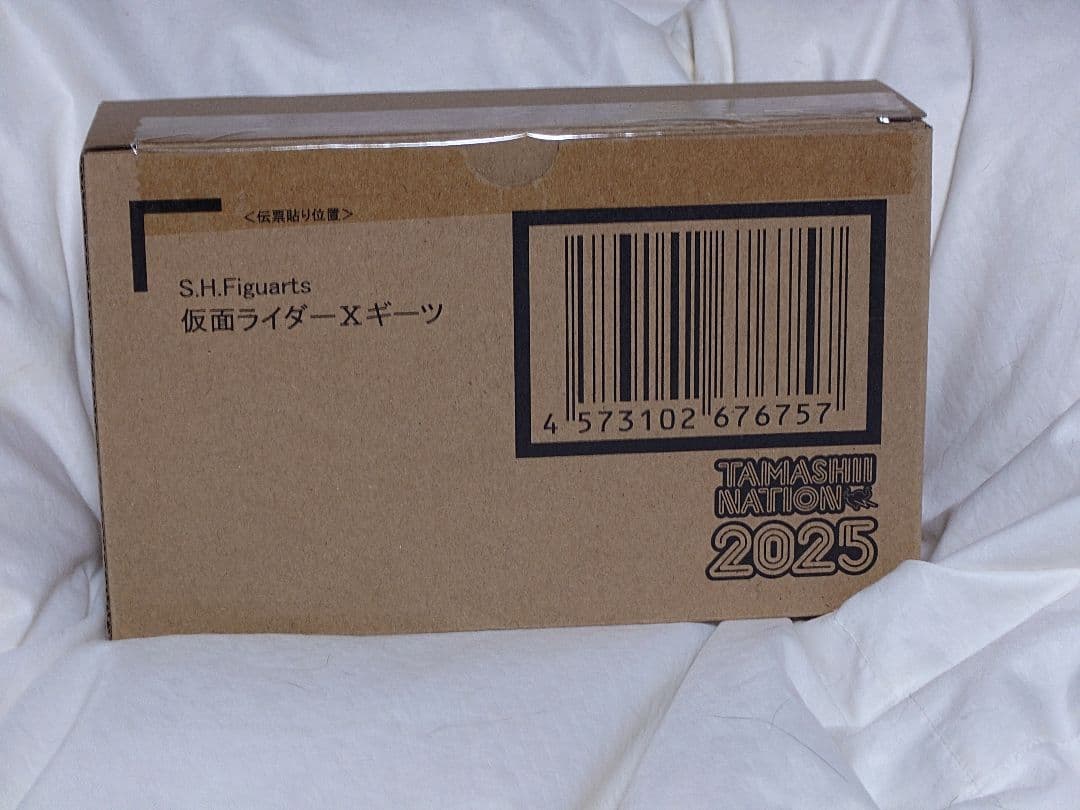 <伝票貼り位置>
S.H.Figuarts
仮面ライダーXギーツ
4 573102 676757
TAMASHII
NATION
2025